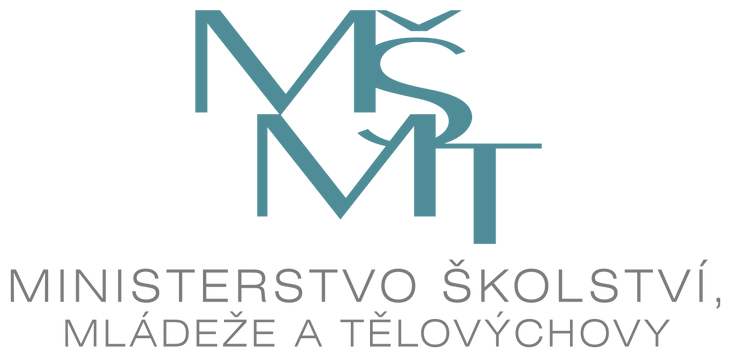 MŠ
MT
MINISTERSTVO ŠKOLSTVÍ,
MLÁDEŽE A TĚLOVÝCHOVY